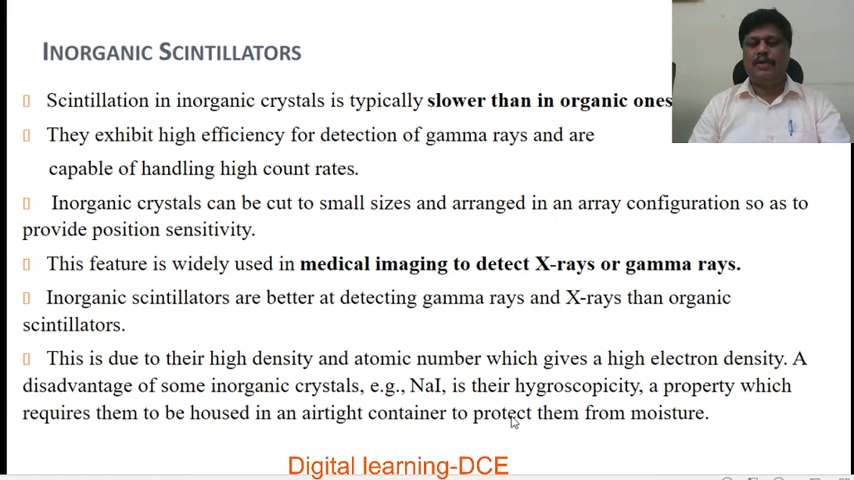 INORGANIC SCINTILLATORS
Scintillation in inorganic crystals is typically slower than in organic ones
They exhibit high efficiency for detection of gamma rays and are
capable of handling high count rates.
Inorganic crystals can be cut to small sizes and arranged in an array configuration so as to
provide position sensitivity.
This feature is widely used in medical imaging to detect X-rays or gamma rays.
Inorganic scintillators are better at detecting gamma rays and X-rays than organic
scintillators.
This is due to their high density and atomic number which gives a high electron density. A
disadvantage of some inorganic crystals, e.g., NaI, is their hygroscopicity, a property which
requires them to be housed in an airtight container to protect them from moisture.
Digital learning-DCE